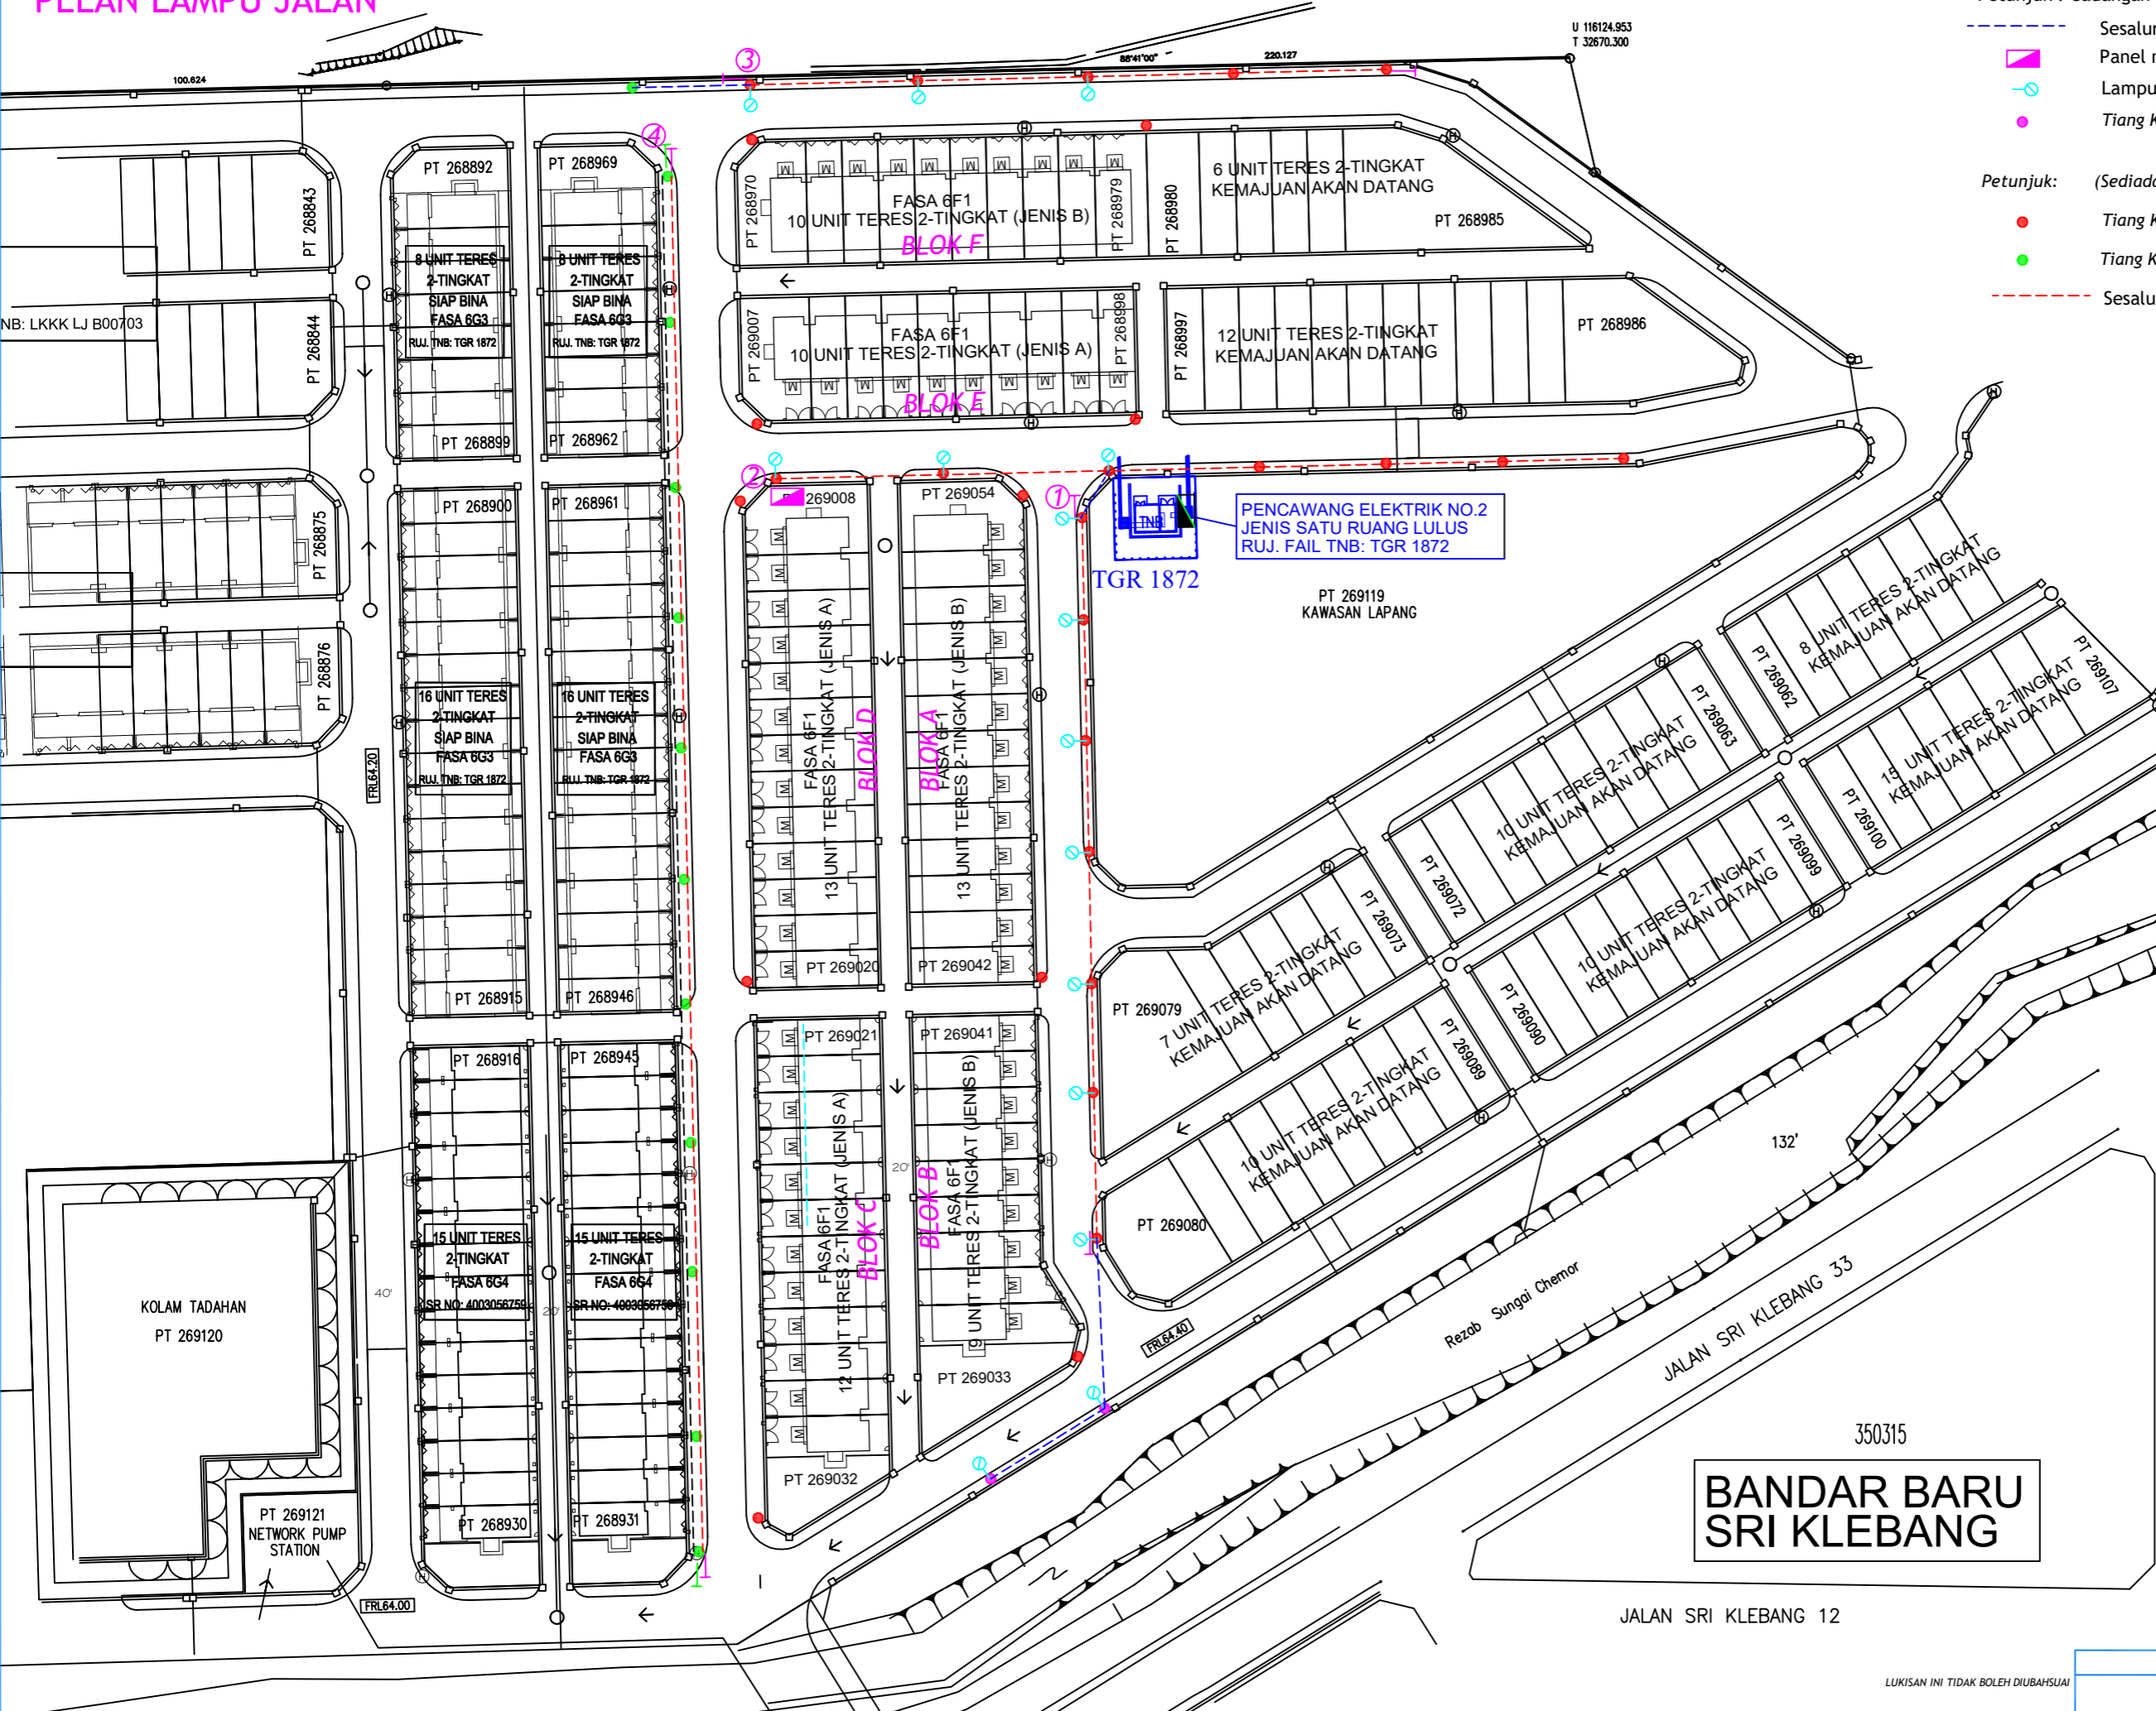 PELAN LAMPU JALAN
100.624
3
88°41'00"
220.127
U 116124.953
T 32670.300
Sesalur
Panel
Lampu
Tiang
Petunjuk:
Tiang
Tiang
Sesalu
4
PT 268843
PT 268844
NB: LKKK LJ B00703
PT 268892
PT 268969
8 UNIT TERES
2-TINGKAT
SIAP BINA
FASA 6G3
RUJ. TNB: TGR 1872
8 UNIT TERES
2-TINGKAT
SIAP BINA
FASA 6G3
RUJ. TNB: TGR 1872
PT 268899
PT 268962
PT 268970
FASA 6F1
10 UNIT TERES 2-TINGKAT (JENIS B)
BLOK F
PT 268979
PT 268980
6 UNIT TERES 2-TINGKAT
KEMAJUAN AKAN DATANG
PT 268985
PT 269007
FASA 6F1
10 UNIT TERES 2-TINGKAT (JENIS A)
BLOK E
PT 268998
PT 268997
12 UNIT TERES 2-TINGKAT
KEMAJUAN AKAN DATANG
PT 268986
PT 268875
PT 268876
PT 268900
PT 268961
16 UNIT TERES
2-TINGKAT
SIAP BINA
FASA 6G3
RUJ. TNB: TGR 1872
16 UNIT TERES
2-TINGKAT
SIAP BINA
FASA 6G3
RUJ. TNB: TGR 1872
PT 268915
PT 268946
FRL64.20
2
269008
PT 269054
1
TNB
PENCAWANG ELEKTRIK NO.2
JENIS SATU RUANG LULUS
RUJ. FAIL TNB: TGR 1872
TGR 1872
PT 269119
KAWASAN LAPANG
FASA 6F1
13 UNIT TERES 2-TINGKAT (JENIS A)
BLOK D
BLOK A
FASA 6F1
13 UNIT TERES 2-TINGKAT (JENIS B)
PT 269020
PT 269042
8 UNIT TERES 2-TINGKAT
KEMAJUAN AKAN DATANG
PT 269062
PT 269107
PT 269063
10 UNIT TERES 2-TINGKAT
KEMAJUAN AKAN DATANG
PT 269072
15 UNIT TERES 2-TINGKAT
KEMAJUAN AKAN DATANG
PT 269100
PT 269099
10 UNIT TERES 2-TINGKAT
KEMAJUAN AKAN DATANG
PT 269090
PT 269073
7 UNIT TERES 2-TINGKAT
KEMAJUAN AKAN DATANG
PT 269079
PT 269089
10 UNIT TERES 2-TINGKAT
KEMAJUAN AKAN DATANG
PT 269080
PT 268916
PT 268945
15 UNIT TERES
2-TINGKAT
FASA 6G4
SR NO: 4003056759
15 UNIT TERES
2-TINGKAT
FASA 6G4
SR NO: 4003056759
PT 268930
PT 268931
40'
20'
PT 269021
PT 269041
FASA 6F1
12 UNIT TERES 2-TINGKAT (JENIS A)
BLOK C
20'
BLOK B
FASA 6F1
9 UNIT TERES 2-TINGKAT (JENIS B)
PT 269033
PT 269032
KOLAM TADAHAN
PT 269120
PT 269121
NETWORK PUMP
STATION
FRL64.00
FRL64.40
132'
Rezab Sungai Chemor
JALAN SRI KLEBANG 33
350315
BANDAR BARU
SRI KLEBANG
JALAN SRI KLEBANG 12
LUKISAN INI TIDAK BOLEH DIUBAHSUAI